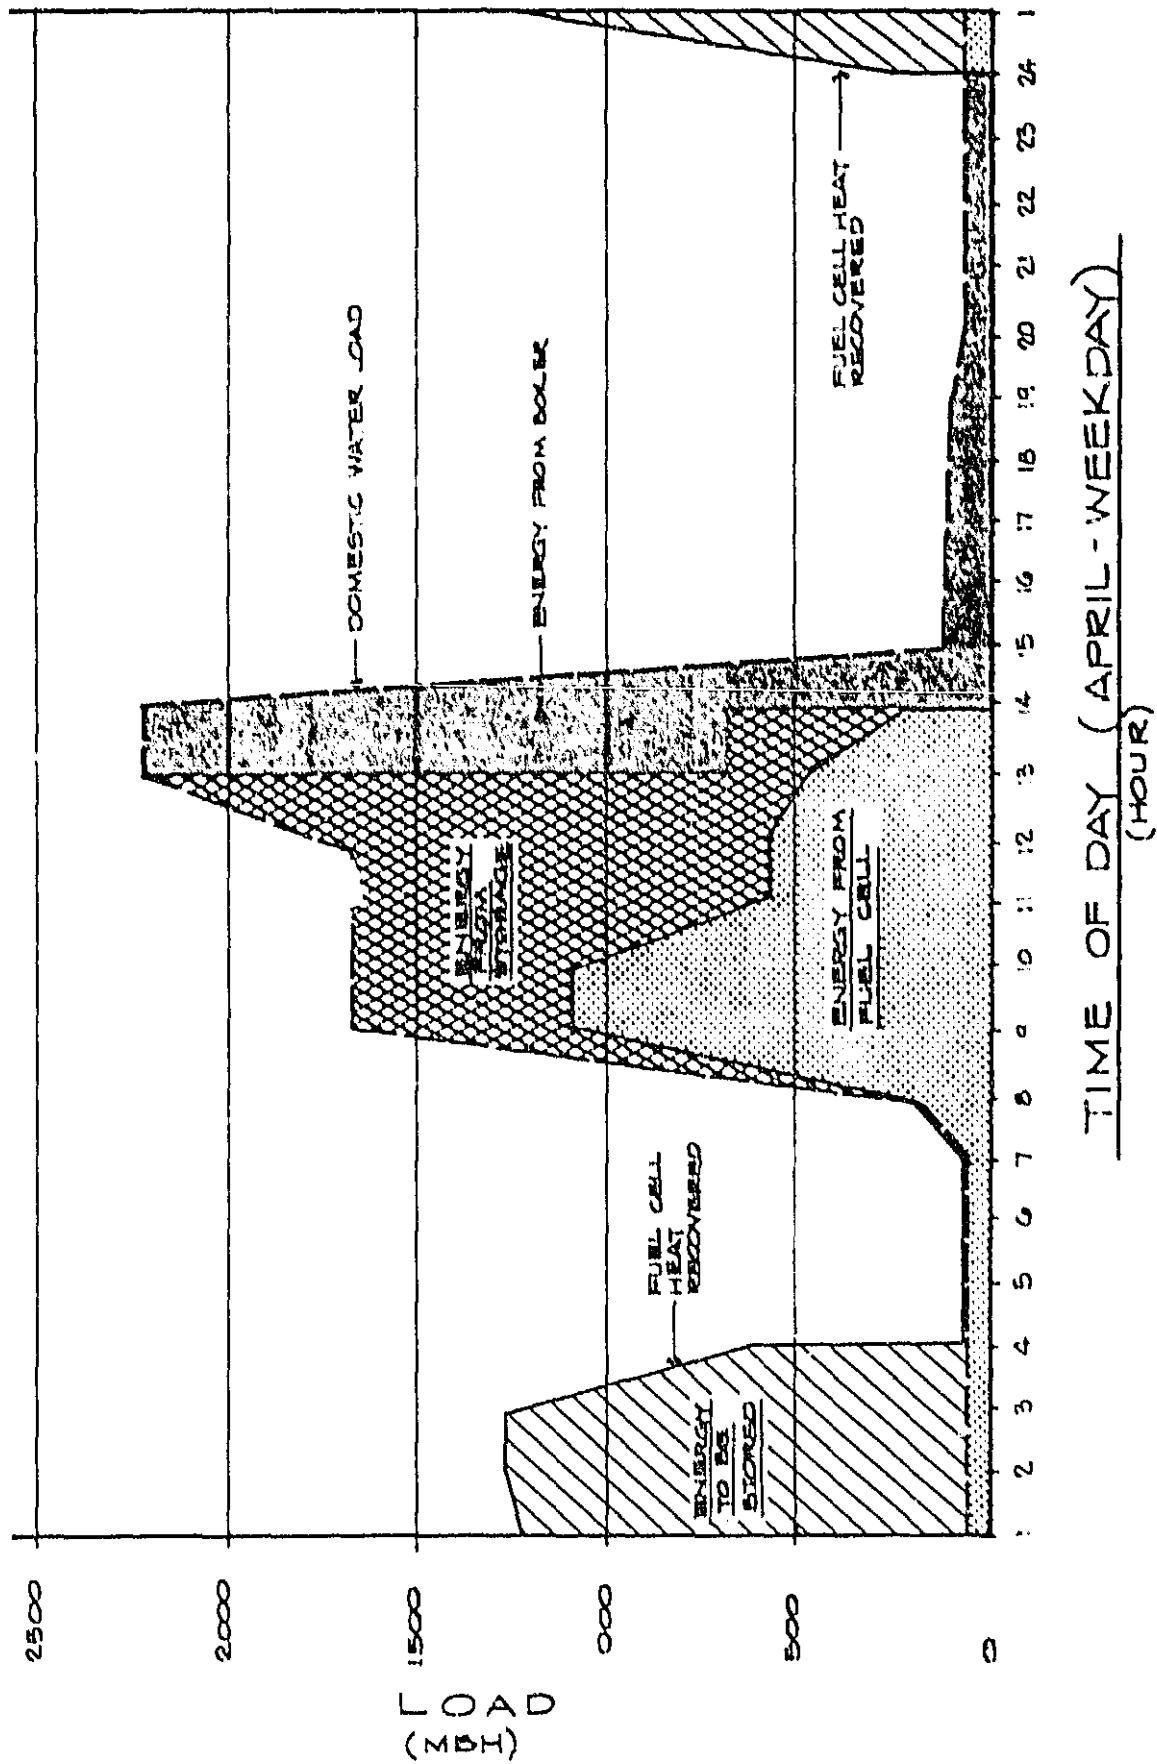 2500
2000
1500
000
500
0
LOAD
(MBH)
DOMESTIC WATER LOAD
ENERGY FROM BOILER
ENERGY
FROM
STORAGE
FUEL CELL
HEAT
RECOVERED
FUEL CELL HEAT
RECOVERED
ENERGY
TO BE
STORED
ENERGY FROM
FUEL CELL
1 2 3 4 5 6 7 8 9 10 11 12 13 14 15 16 17 18 19 20 21 22 23 24 1
TIME OF DAY (APRIL - WEEKDAY)
(HOUR)